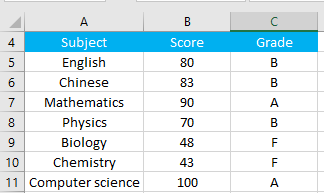 A B C
4 Subject Score Grade
5 English 80 B
6 Chinese 83 B
7 Mathematics 90 A
8 Physics 70 B
9 Biology 48 F
10 Chemistry 43 F
11 Computer science 100 A